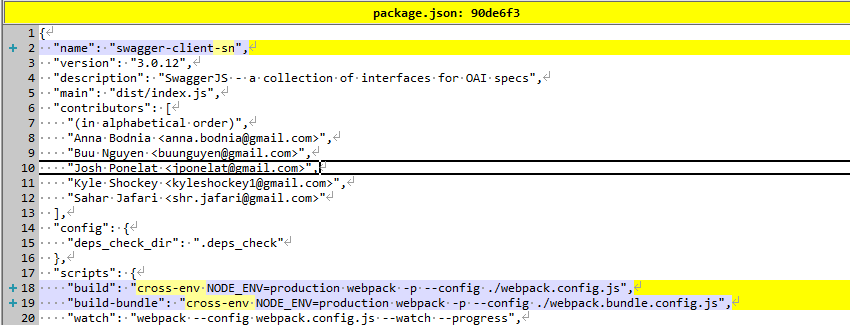 package.json: 90de6f3
1 {
+ 2 "name": "swagger-client-sn",
3 "version": "3.0.12",
4 "description": "SwaggerJS - a collection of interfaces for OAI specs",
5 "main": "dist/index.js",
6 "contributors": [
7 "(in alphabetical order)",
8 "Anna Bodnia <anna.bodnia@gmail.com>",
9 "Buu Nguyen <buunguyen@gmail.com>",
10 "Josh Ponelat <jponelat@gmail.com>",
11 "Kyle Shockey <kyleshockey1@gmail.com>",
12 "Sahar Jafari <shr.jafari@gmail.com>"
13 ],
14 "config": {
15 "deps_check_dir": ".deps_check"
16 },
17 "scripts": {
+ 18 "build": "cross-env NODE_ENV=production webpack -p --config ./webpack.config.js",
+ 19 "build-bundle": "cross-env NODE_ENV=production webpack -p --config ./webpack.bundle.config.js",
20 "watch": "webpack --config webpack.config.js --watch --progress",